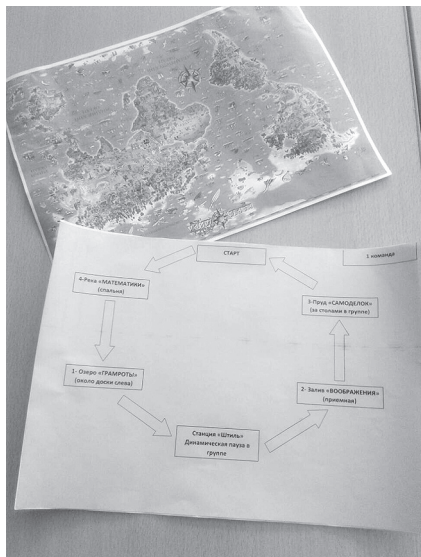 СТАРТ
1 команда
4-Река «МАТЕМАТИКИ»
(спальня)
3-Пруд «САМОДЕЛОК»
(за столами в группе)
1- Озеро «ГРАМОТЫ»
(около доски слева)
2- Залив «ВООБРАЖЕНИЯ»
(приемная)
Станция «Штиль»
Динамическая пауза в
группе